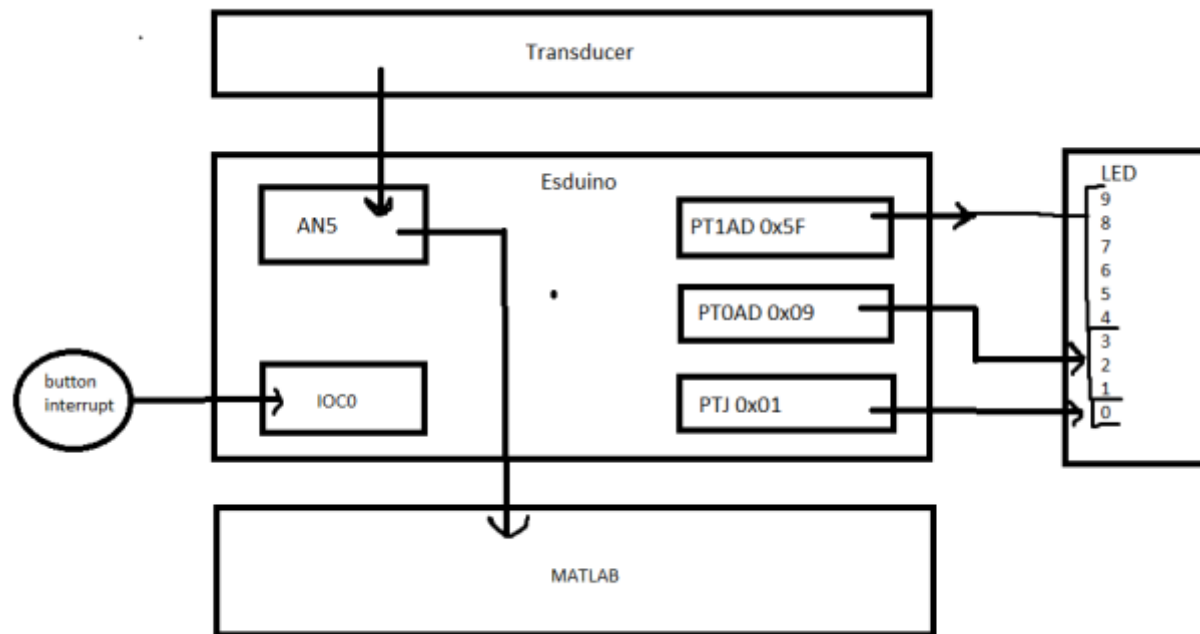 Transducer
Esduino
LED
AN5
PT1AD 0x5F
9
8
7
6
5
4
3
2
1
0
PT0AD 0x09
button
interrupt
IOC0
PTJ 0x01
MATLAB